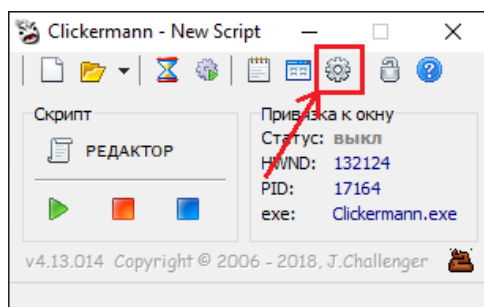 Clickermann - New Script
Скрипт
РЕДАКТОР
Привязка к окну
Статус: выкл
HWND: 132124
PID: 17164
exe: Clickermann.exe
v4.13.014 Copyright © 2006 - 2018, J.Challenger